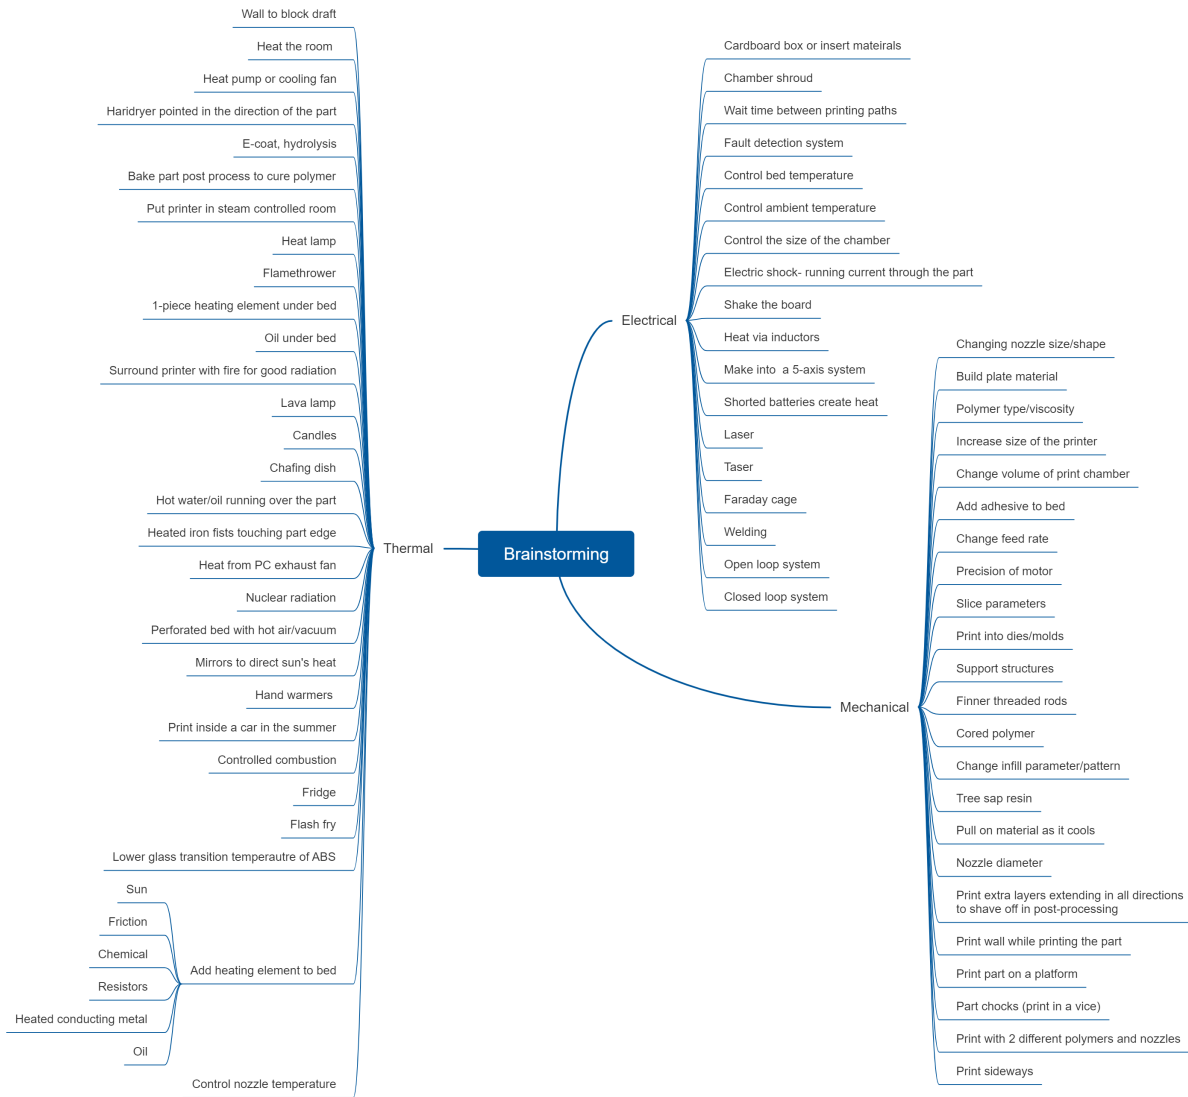 Brainstorming
Thermal
Wall to block draft
Heat the room
Heat pump or cooling fan
Haridryer pointed in the direction of the part
E-coat, hydrolysis
Bake part post process to cure polymer
Put printer in steam controlled room
Heat lamp
Flamethrower
1-piece heating element under bed
Oil under bed
Surround printer with fire for good radiation
Lava lamp
Candles
Chafing dish
Hot water/oil running over the part
Heated iron fists touching part edge
Heat from PC exhaust fan
Nuclear radiation
Perforated bed with hot air/vacuum
Mirrors to direct sun's heat
Hand warmers
Print inside a car in the summer
Controlled combustion
Fridge
Flash fry
Lower glass transition temperautre of ABS
Add heating element to bed
Sun
Friction
Chemical
Resistors
Heated conducting metal
Oil
Control nozzle temperature
Electrical
Cardboard box or insert mateirals
Chamber shroud
Wait time between printing paths
Fault detection system
Control bed temperature
Control ambient temperature
Control the size of the chamber
Electric shock- running current through the part
Shake the board
Heat via inductors
Make into  a 5-axis system
Shorted batteries create heat
Laser
Taser
Faraday cage
Welding
Open loop system
Closed loop system
Mechanical
Changing nozzle size/shape
Build plate material
Polymer type/viscosity
Increase size of the printer
Change volume of print chamber
Add adhesive to bed
Change feed rate
Precision of motor
Slice parameters
Print into dies/molds
Support structures
Finner threaded rods
Cored polymer
Change infill parameter/pattern
Tree sap resin
Pull on material as it cools
Nozzle diameter
Print extra layers extending in all directions
to shave off in post-processing
Print wall while printing the part
Print part on a platform
Part chocks (print in a vice)
Print with 2 different polymers and nozzles
Print sideways